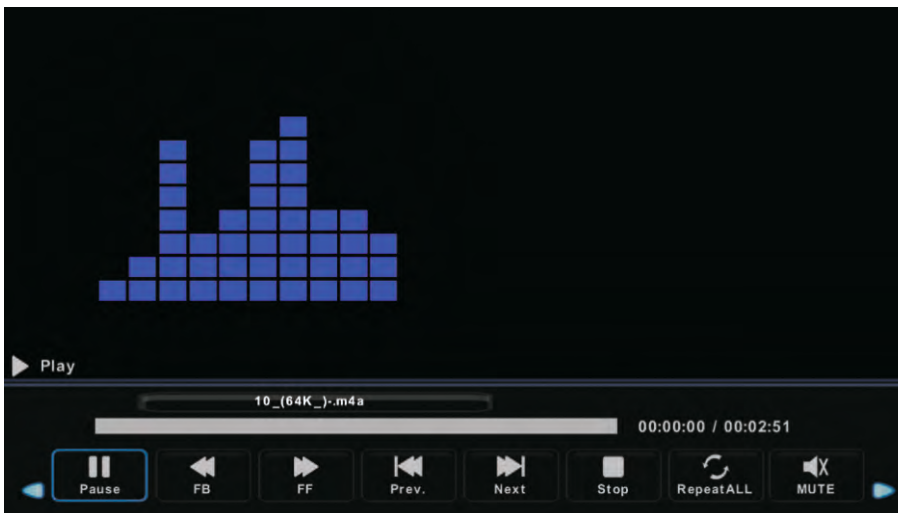 Play
10_(64K_)-.m4a
00:00:00 / 00:02:51
Pause FB FF Prev. Next Stop RepeatALL MUTE